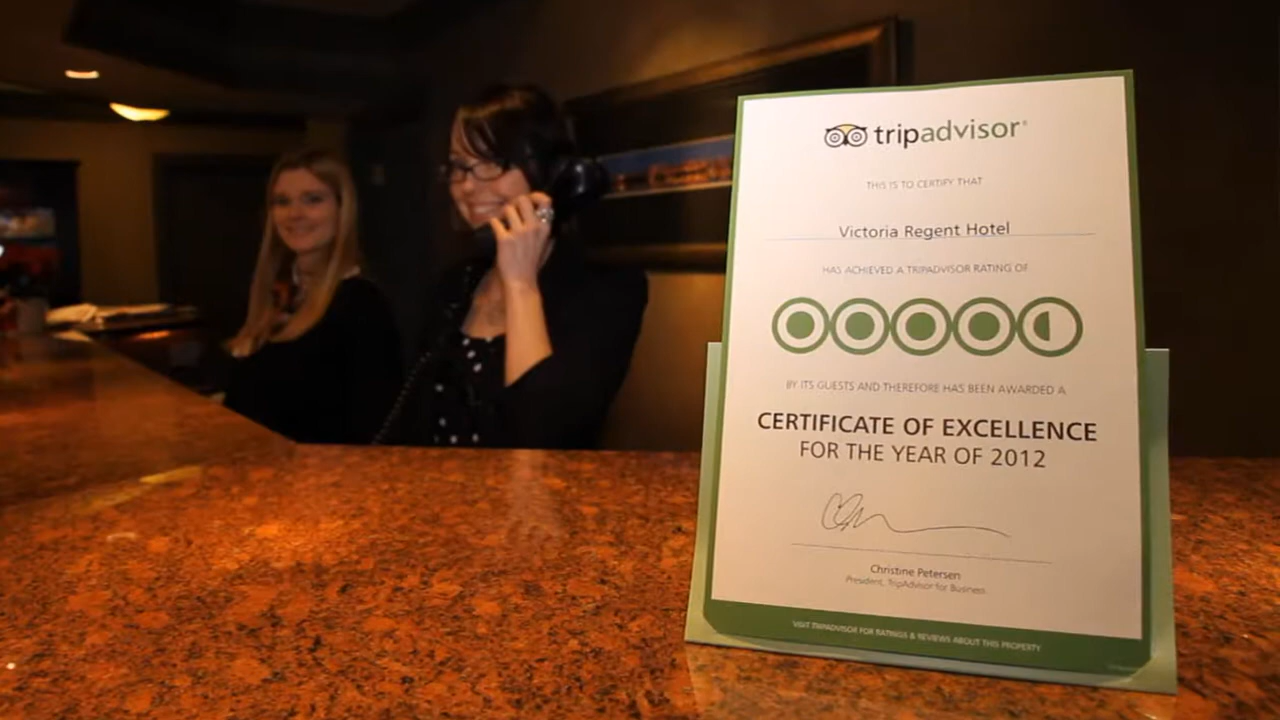 tripadvisor®
THIS IS TO CERTIFY THAT
Victoria Regent Hotel
HAS ACHIEVED A TRIPADVISOR RATING OF
BY ITS GUESTS AND THEREFORE HAS BEEN AWARDED A
CERTIFICATE OF EXCELLENCE
FOR THE YEAR OF 2012
Christine Petersen
President, TripAdvisor for Business
VISIT TRIPADVISOR FOR RATINGS & REVIEWS ABOUT THIS PROPERTY